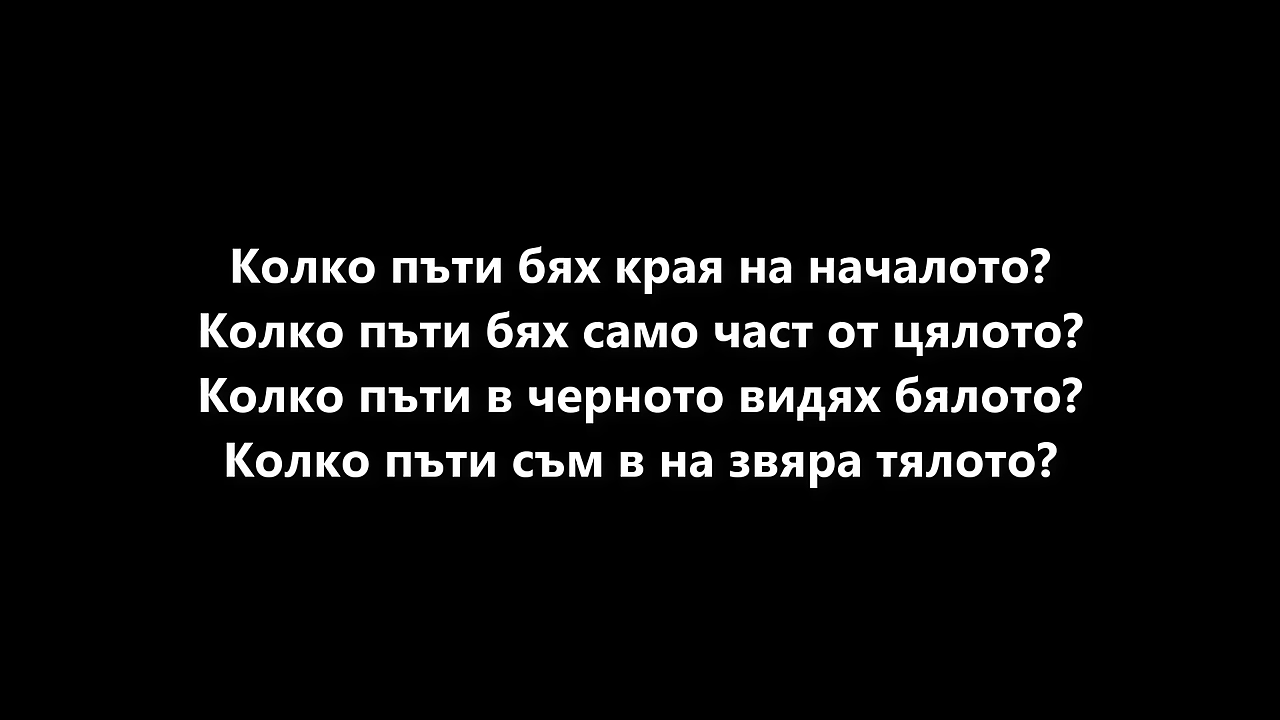 Колко пъти бях края на началото?
Колко пъти бях само част от цялото?
Колко пъти в черното видях бялото?
Колко пъти съм в на звяра тялото?